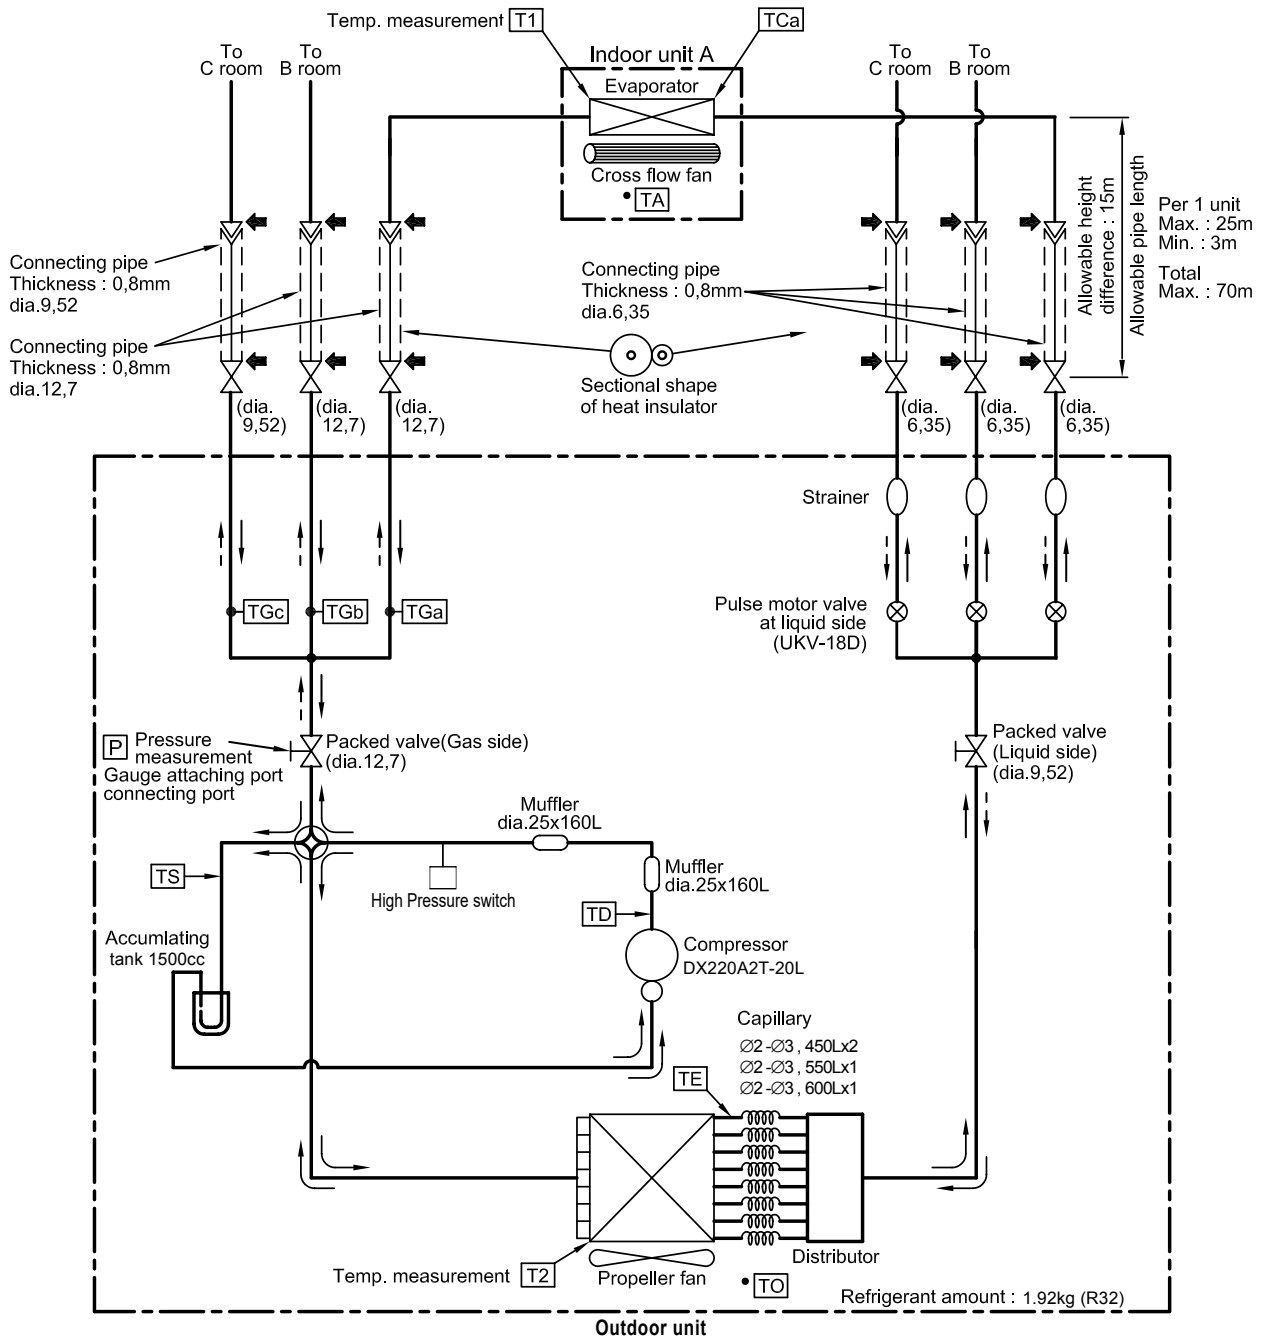 Temp. measurement T1
TCa
To
C room
To
B room
Indoor unit A
Evaporator
Cross flow fan
TA
To
C room
To
B room
Allowable height
difference : 15m
Allowable pipe length
Per 1 unit
Max. : 25m
Min. : 3m
Total
Max. : 70m
Connecting pipe
Thickness : 0,8mm
dia.9,52
Connecting pipe
Thickness : 0,8mm
dia.12,7
Connecting pipe
Thickness : 0,8mm
dia.6,35
Sectional shape
of heat insulator
(dia.
9,52)
(dia.
12,7)
(dia.
12,7)
(dia.
6,35)
(dia.
6,35)
(dia.
6,35)
Strainer
TGc
TGb
TGa
Pulse motor valve
at liquid side
(UKV-18D)
P Pressure
measurement
Gauge attaching port
connecting port
Packed valve(Gas side)
(dia.12,7)
Packed valve
(Liquid side)
(dia.9,52)
Muffler
dia.25x160L
Muffler
dia.25x160L
TS
High Pressure switch
TD
Accumlating
tank 1500cc
Compressor
DX220A2T-20L
Capillary
∅2 -∅3 , 450Lx2
∅2 -∅3 , 550Lx1
∅2 -∅3 , 600Lx1
TE
Distributor
Temp. measurement T2
Propeller fan
TO
Refrigerant amount : 1.92kg (R32)
Outdoor unit